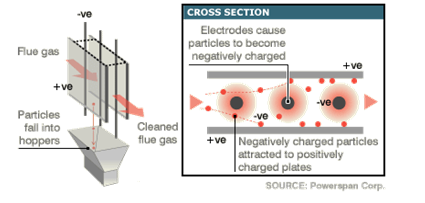 -ve
Flue gas
+ve
Particles
fall into
hoppers
Cleaned
flue gas
CROSS SECTION
Electrodes cause
particles to become
negatively charged
+ve
-ve
-ve
+ve
Negatively charged particles
attracted to positively
charged plates
SOURCE: Powerspan Corp.